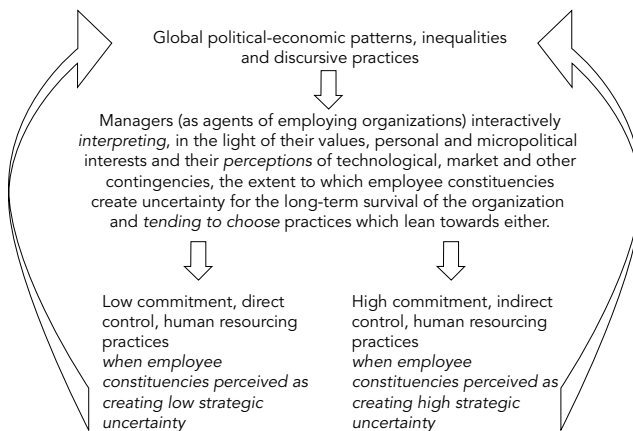 Global political-economic patterns, inequalities
and discursive practices
Managers (as agents of employing organizations) interactively
interpreting, in the light of their values, personal and micropolitical
interests and their perceptions of technological, market and other
contingencies, the extent to which employee constituencies
create uncertainty for the long-term survival of the organization
and tending to choose practices which lean towards either.
Low commitment, direct
control, human resourcing
practices
when employee
constituencies perceived as
creating low strategic
uncertainty
High commitment, indirect
control, human resourcing
practices
when employee
constituencies perceived as
creating high strategic
uncertainty